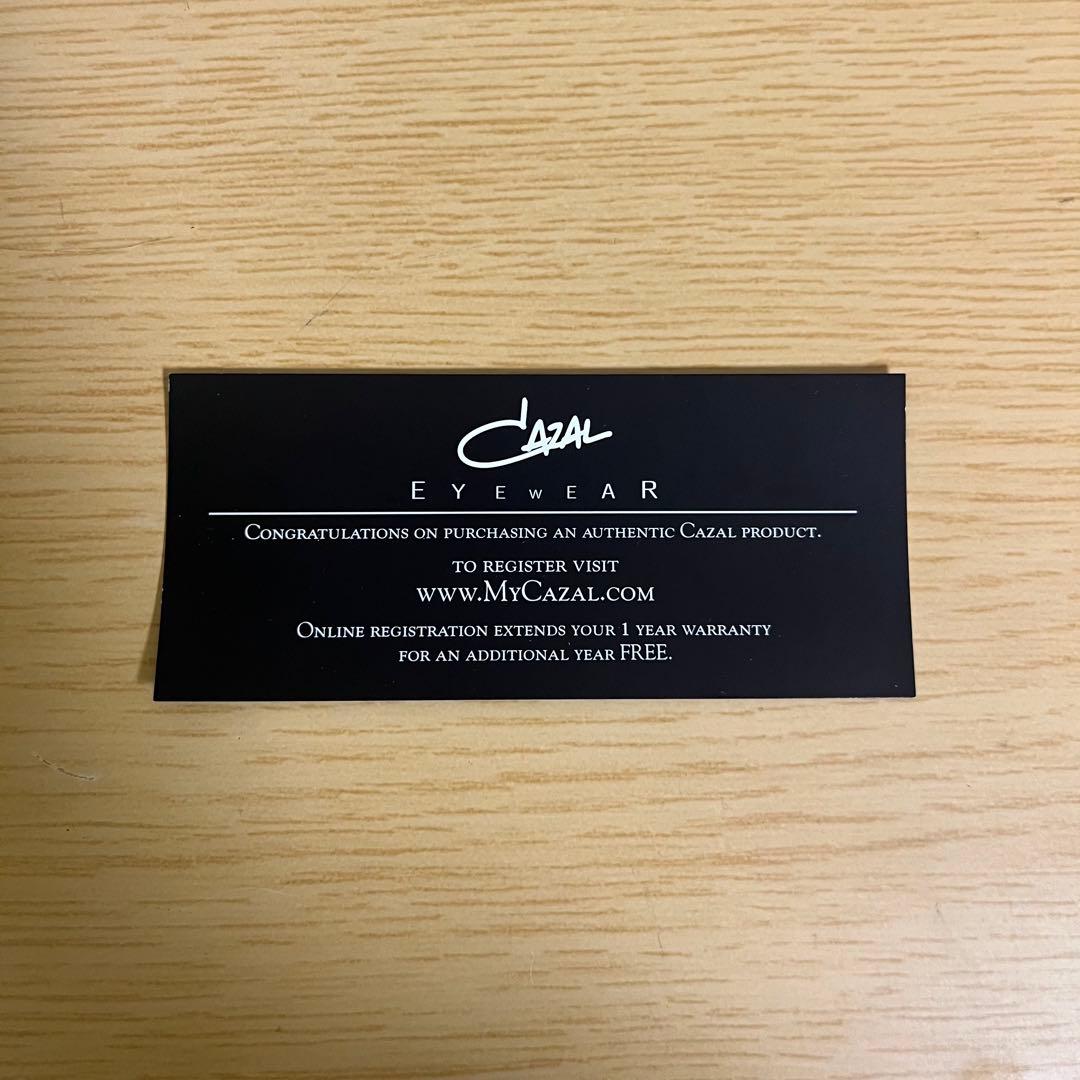 CAZAL
EYEWEAR
CONGRATULATIONS ON PURCHASING AN AUTHENTIC CAZAL PRODUCT.
TO REGISTER VISIT
WWW.MYCAZAL.COM
ONLINE REGISTRATION EXTENDS YOUR 1 YEAR WARRANTY
FOR AN ADDITIONAL YEAR FREE.